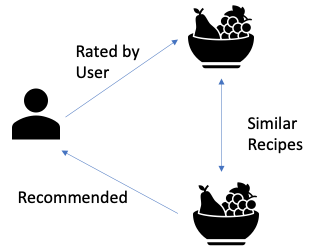 Rated by
User
Similar
Recipes
Recommended